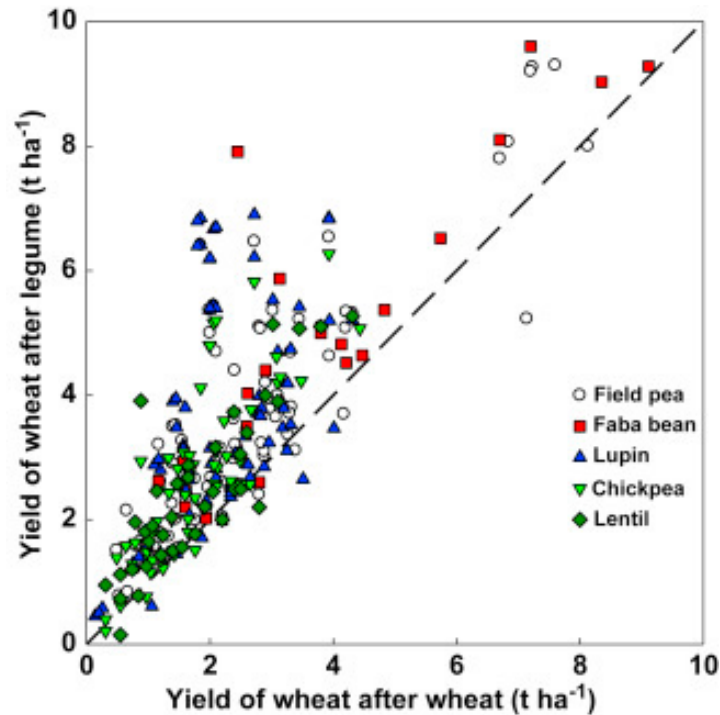 10
8
6
4
2
0
Yield of wheat after legume (t ha⁻¹)
Field pea
Faba bean
Lupin
Chickpea
Lentil
0 2 4 6 8 10
Yield of wheat after wheat (t ha⁻¹)